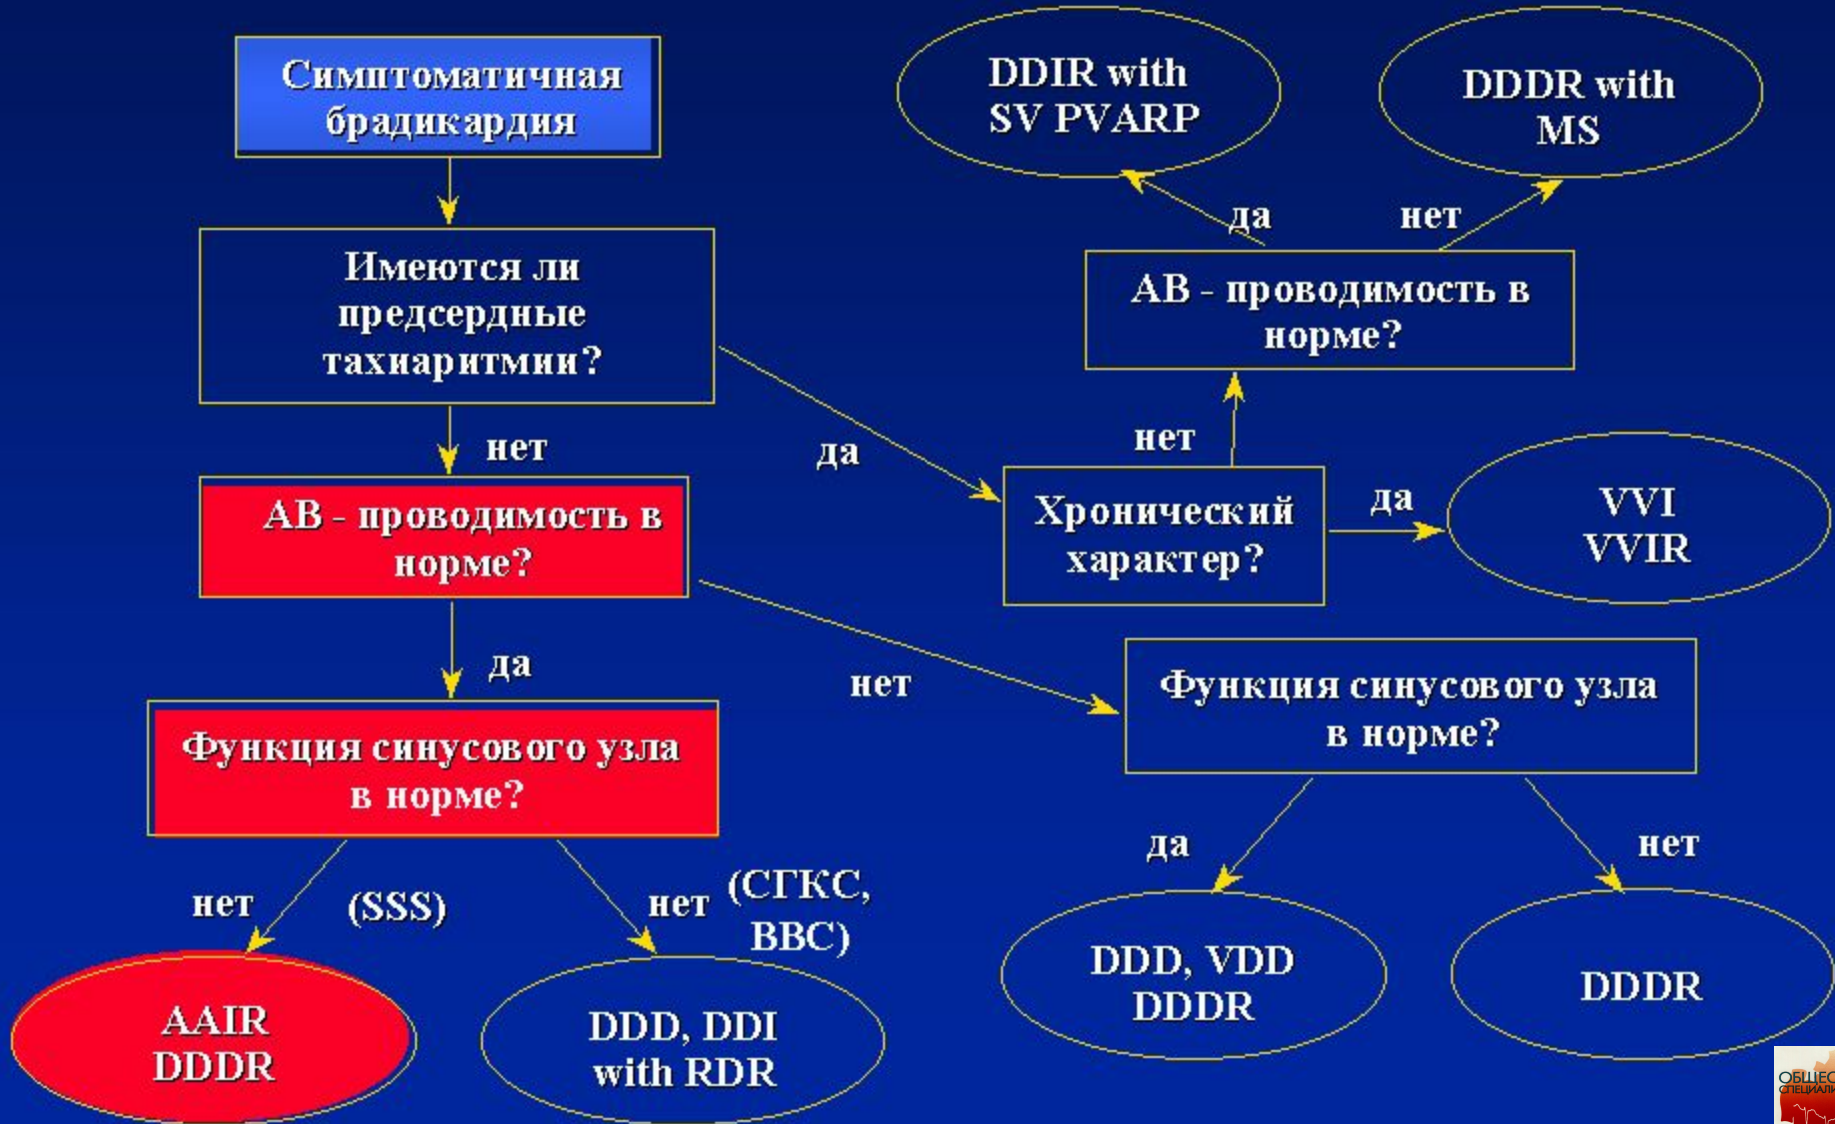 Симптоматичная
брадикардия
Имеются ли
предсердные
тахиаритмии?
нет
да
АВ - проводимость в
норме?
да
нет
Функция синусового узла
в норме?
нет
(SSS)
нет
(СГКС,
ВВС)
AAIR
DDDR
DDD, DDI
with RDR
DDIR with
SV PVARP
DDDR with
MS
да
нет
АВ - проводимость в
норме?
нет
Хронический
характер?
да
VVI
VVIR
Функция синусового узла
в норме?
да
нет
DDD, VDD
DDDR
DDDR